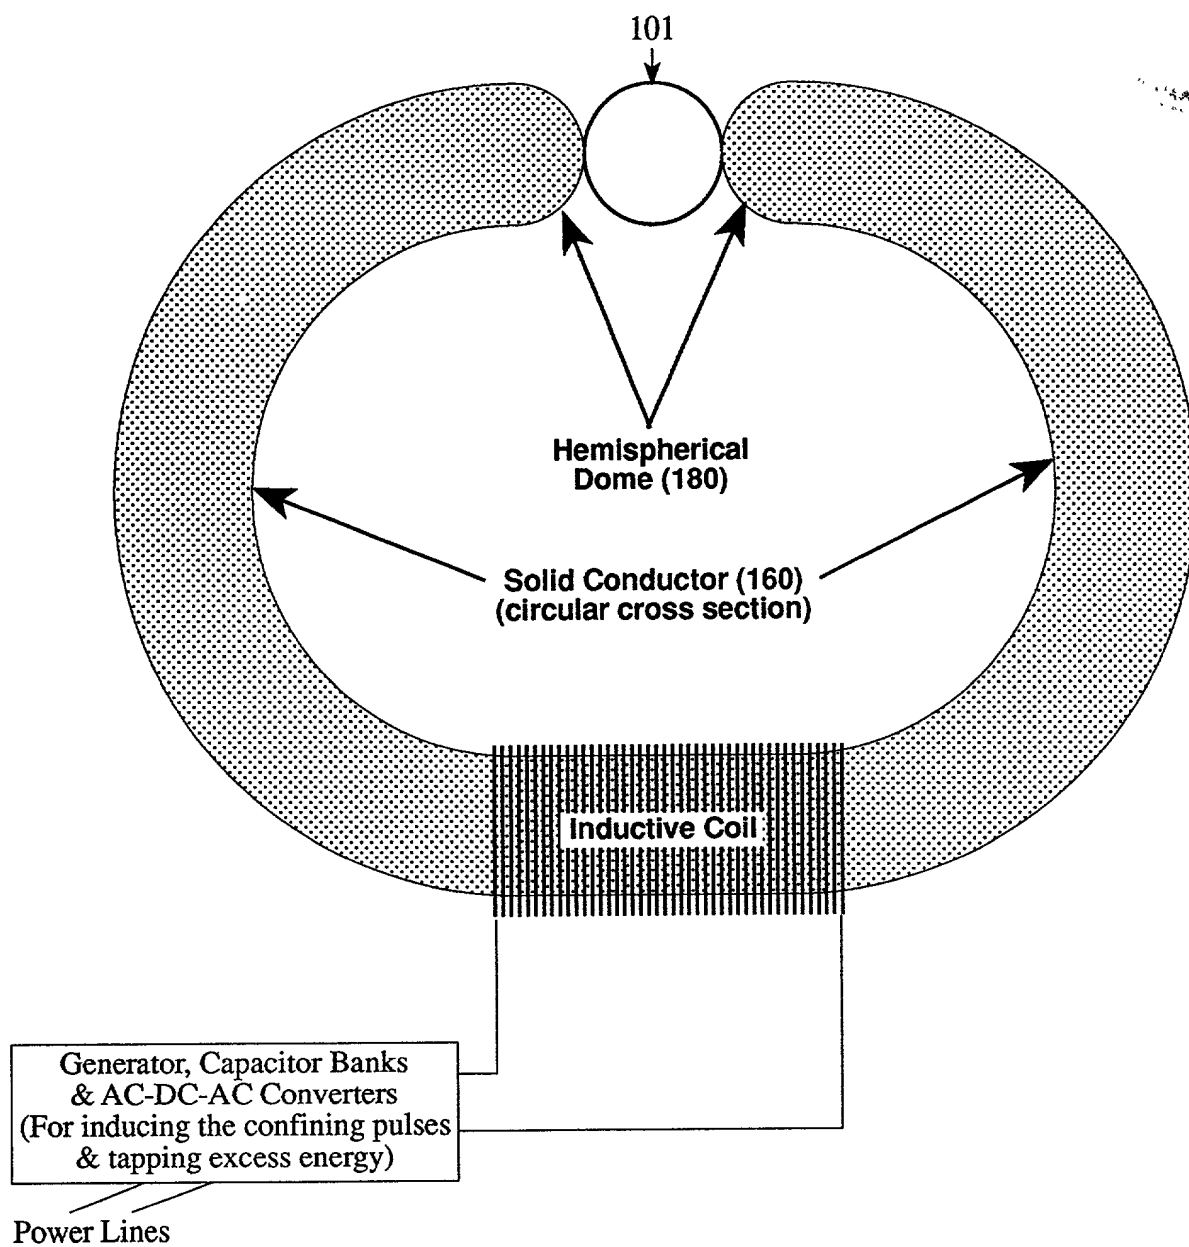 101
Hemispherical
Dome (180)
Solid Conductor (160)
(circular cross section)
Inductive Coil
Generator, Capacitor Banks
& AC-DC-AC Converters
(For inducing the confining pulses
& tapping excess energy)
Power Lines